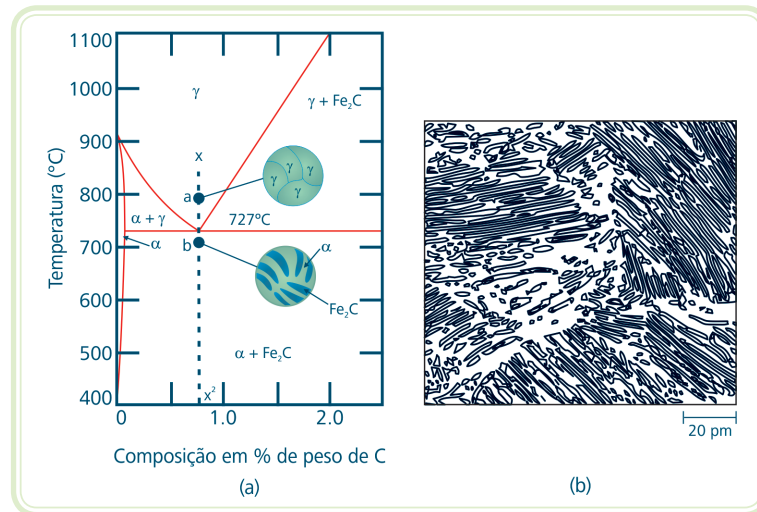 Temperatura (°C)
1100
1000
900
800
700
600
500
400
0
1.0
2.0
γ
γ + Fe₂C
x
a
γ
γ
γ
γ
α + γ
727ºC
α
b
α
Fe₂C
α + Fe₂C
x²
Composição em % de peso de C
(a)
20 pm
(b)